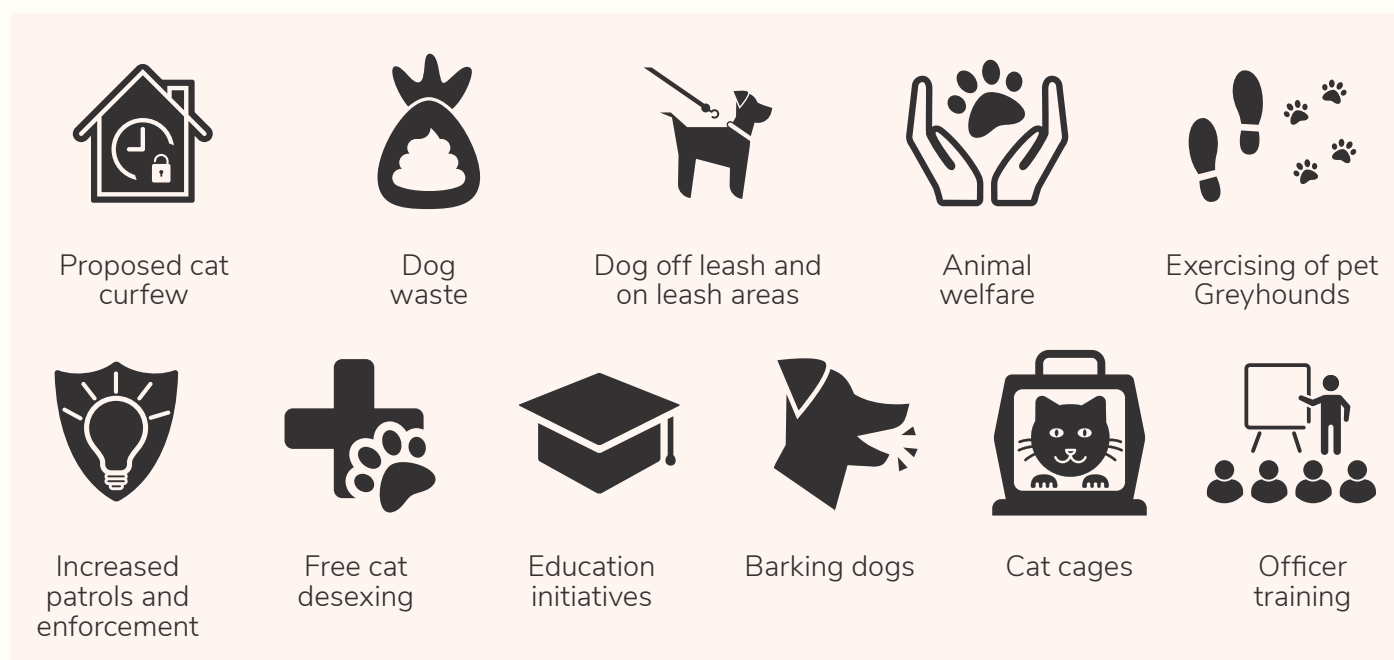 Proposed cat
curfew
Dog
waste
Dog off leash and
on leash areas
Animal
welfare
Exercising of pet
Greyhounds
Increased
patrols and
enforcement
Free cat
desexing
Education
initiatives
Barking dogs
Cat cages
Officer
training